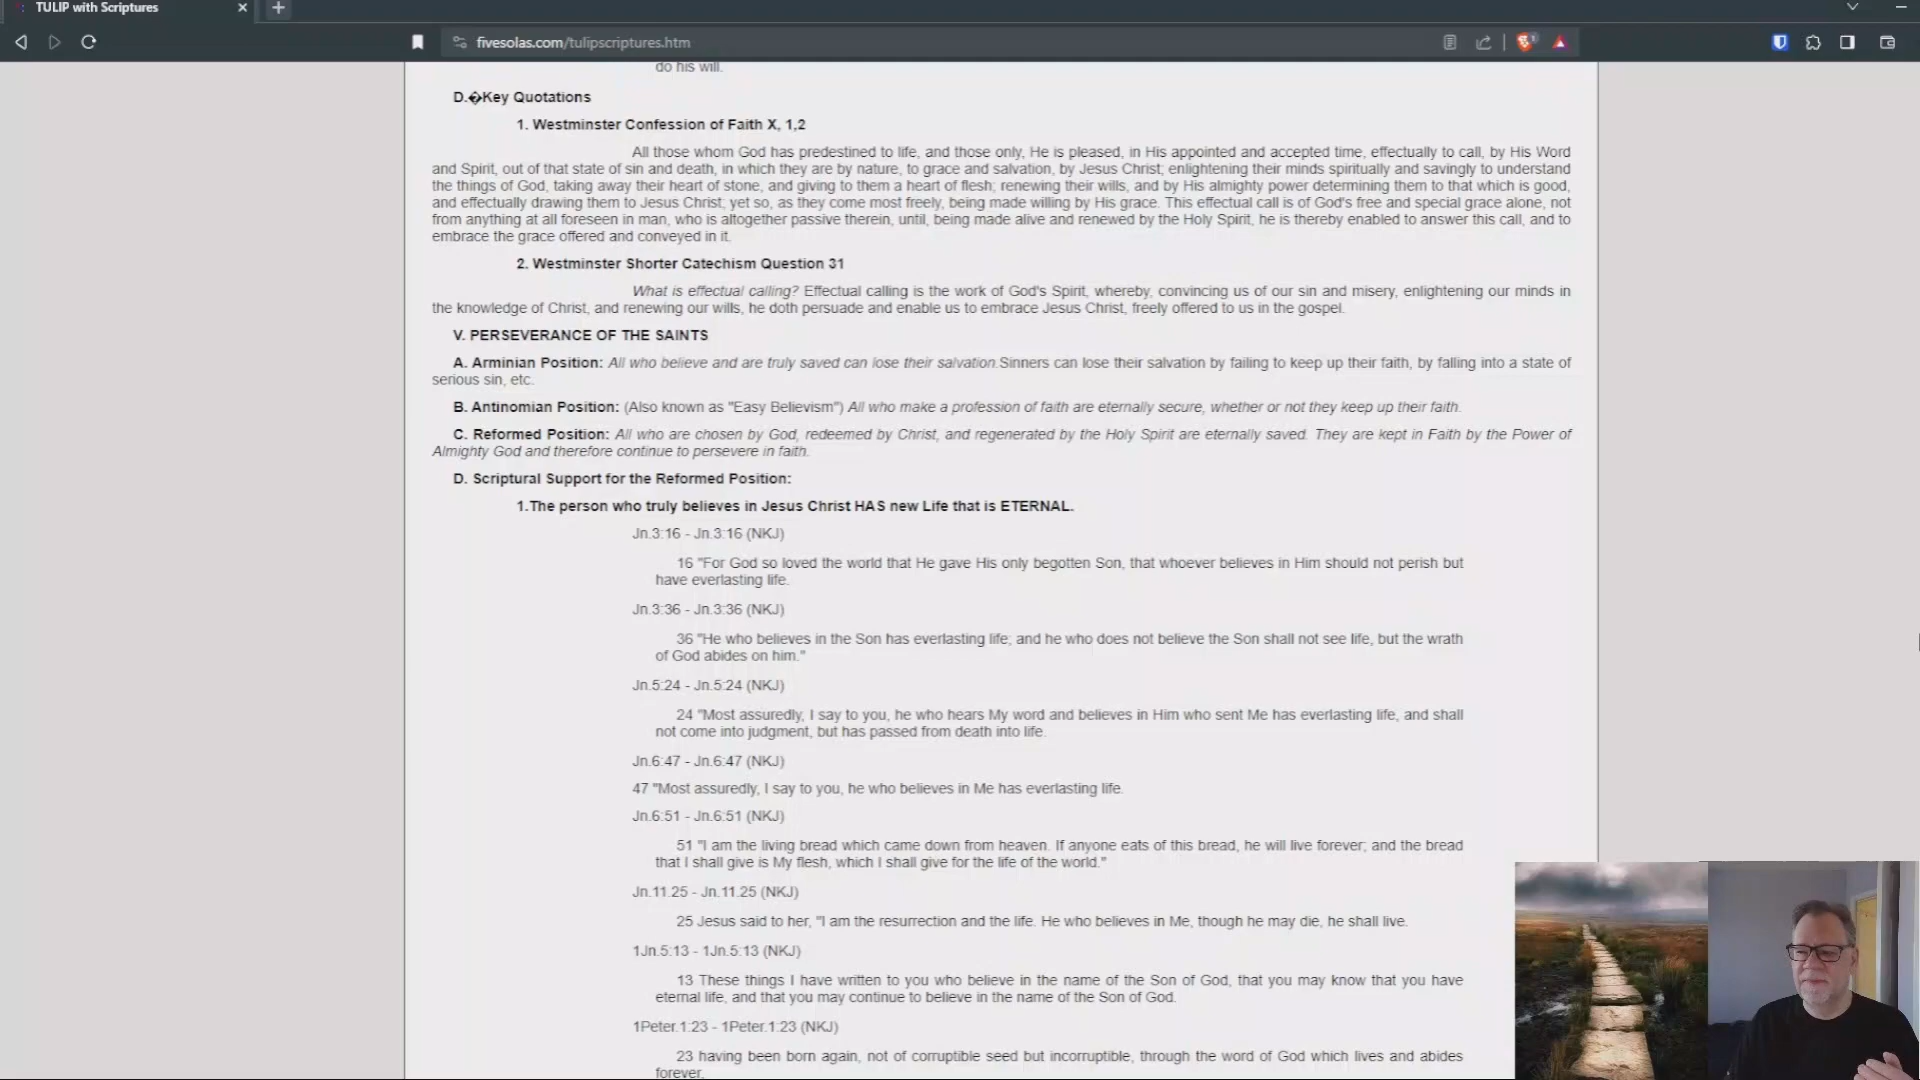 TULIP with Scriptures
fivesolas.com/tulipscriptures.htm
do his will.
D.�Key Quotations
1. Westminster Confession of Faith X, 1,2
All those whom God has predestined to life, and those only, He is pleased, in His appointed and accepted time, effectually to call, by His Word
and Spirit, out of that state of sin and death, in which they are by nature, to grace and salvation, by Jesus Christ; enlightening their minds spiritually and savingly to understand
the things of God, taking away their heart of stone, and giving to them a heart of flesh; renewing their wills, and by His almighty power determining them to that which is good,
and effectually drawing them to Jesus Christ; yet so, as they come most freely, being made willing by His grace. This effectual call is of God's free and special grace alone, not
from anything at all foreseen in man, who is altogether passive therein, until, being made alive and renewed by the Holy Spirit, he is thereby enabled to answer this call, and to
embrace the grace offered and conveyed in it.
2. Westminster Shorter Catechism Question 31
What is effectual calling? Effectual calling is the work of God's Spirit, whereby, convincing us of our sin and misery, enlightening our minds in
the knowledge of Christ, and renewing our wills, he doth persuade and enable us to embrace Jesus Christ, freely offered to us in the gospel.
V. PERSEVERANCE OF THE SAINTS
A. Arminian Position: All who believe and are truly saved can lose their salvation.Sinners can lose their salvation by failing to keep up their faith, by falling into a state of
serious sin, etc.
B. Antinomian Position: (Also known as "Easy Believism") All who make a profession of faith are eternally secure, whether or not they keep up their faith.
C. Reformed Position: All who are chosen by God, redeemed by Christ, and regenerated by the Holy Spirit are eternally saved. They are kept in Faith by the Power of
Almighty God and therefore continue to persevere in faith.
D. Scriptural Support for the Reformed Position:
1.The person who truly believes in Jesus Christ HAS new Life that is ETERNAL.
Jn.3:16 - Jn.3:16 (NKJ)
16 "For God so loved the world that He gave His only begotten Son, that whoever believes in Him should not perish but
have everlasting life.
Jn.3:36 - Jn.3:36 (NKJ)
36 "He who believes in the Son has everlasting life; and he who does not believe the Son shall not see life, but the wrath
of God abides on him."
Jn.5:24 - Jn.5:24 (NKJ)
24 "Most assuredly, I say to you, he who hears My word and believes in Him who sent Me has everlasting life, and shall
not come into judgment, but has passed from death into life.
Jn.6:47 - Jn.6:47 (NKJ)
47 "Most assuredly, I say to you, he who believes in Me has everlasting life.
Jn.6:51 - Jn.6:51 (NKJ)
51 "I am the living bread which came down from heaven. If anyone eats of this bread, he will live forever; and the bread
that I shall give is My flesh, which I shall give for the life of the world."
Jn.11.25 - Jn.11.25 (NKJ)
25 Jesus said to her, "I am the resurrection and the life. He who believes in Me, though he may die, he shall live.
1Jn.5:13 - 1Jn.5:13 (NKJ)
13 These things I have written to you who believe in the name of the Son of God, that you may know that you have
eternal life, and that you may continue to believe in the name of the Son of God.
1Peter.1:23 - 1Peter.1:23 (NKJ)
23 having been born again, not of corruptible seed but incorruptible, through the word of God which lives and abides
forever,